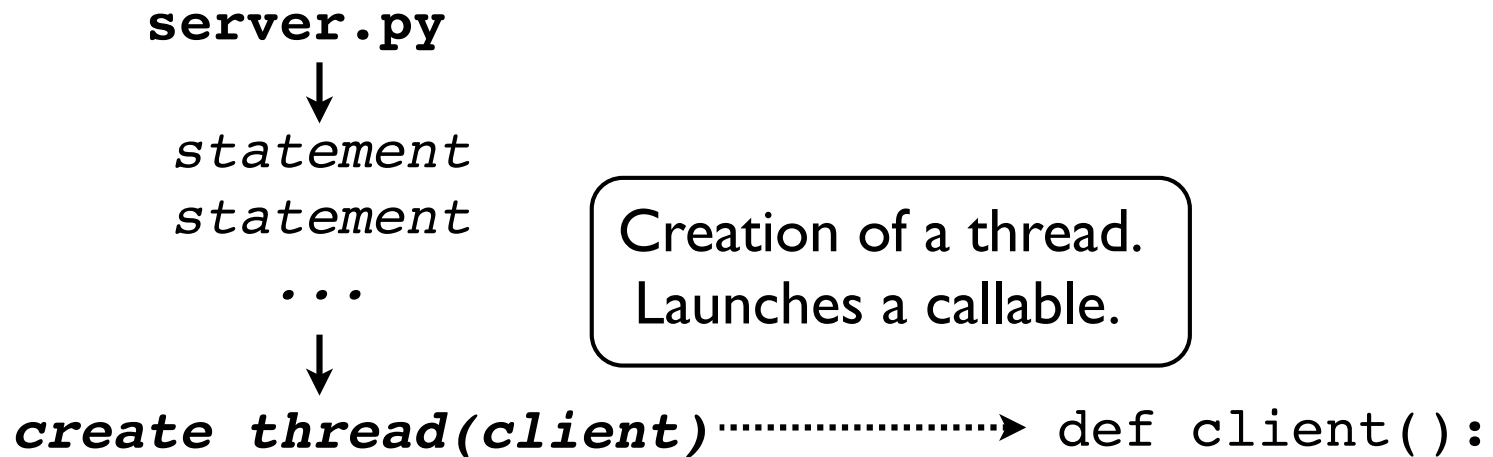 server.py
statement
statement
...
Creation of a thread.
Launches a callable.
create thread(client)
def client():